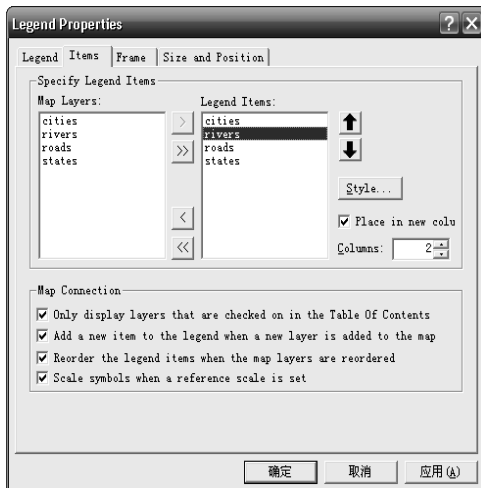 Legend Properties
Legend Items Frame Size and Position
Specify Legend Items
Map Layers:
cities
rivers
roads
states
>
>>
<
<<
Legend Items:
cities
rivers
roads
states
Style...
Place in new colu
Columns: 2
Map Connection
Only display layers that are checked on in the Table Of Contents
Add a new item to the legend when a new layer is added to the map
Reorder the legend items when the map layers are reordered
Scale symbols when a reference scale is set
确定 取消 应用(A)